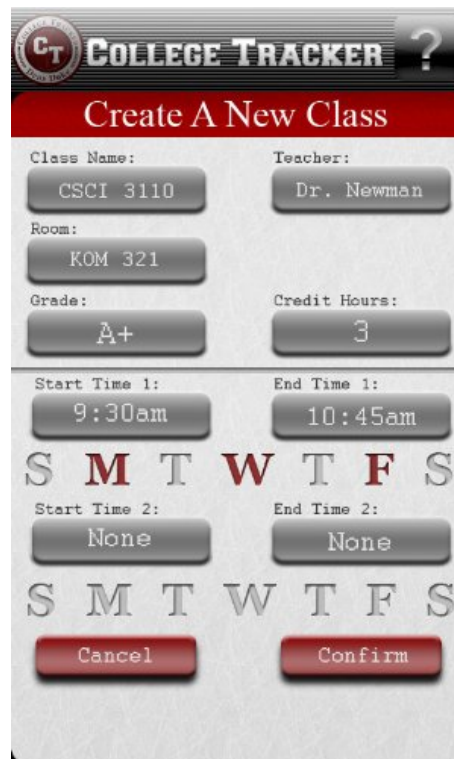 CT COLLEGE TRACKER ?
Create A New Class
Class Name: Teacher:
CSCI 3110 Dr. Newman
Room:
KOM 321
Grade: Credit Hours:
A+ 3
Start Time 1: End Time 1:
9:30am 10:45am
S M T W T F S
Start Time 2: End Time 2:
None None
S M T W T F S
Cancel Confirm